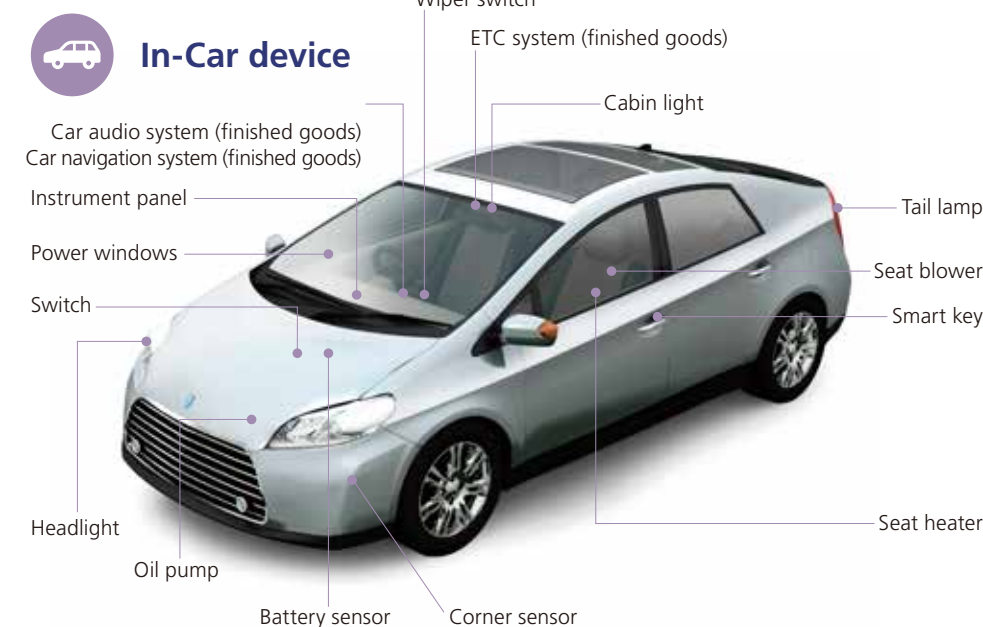 Wiper switch
ETC system (finished goods)
In-Car device
Cabin light
Car audio system (finished goods)
Car navigation system (finished goods)
Instrument panel
Tail lamp
Power windows
Seat blower
Switch
Smart key
Headlight
Seat heater
Oil pump
Battery sensor
Corner sensor